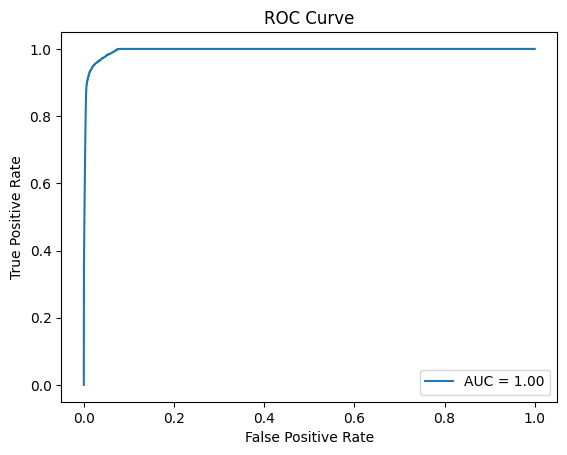 ROC Curve
True Positive Rate
1.0
0.8
0.6
0.4
0.2
0.0
AUC = 1.00
0.0 0.2 0.4 0.6 0.8 1.0
False Positive Rate